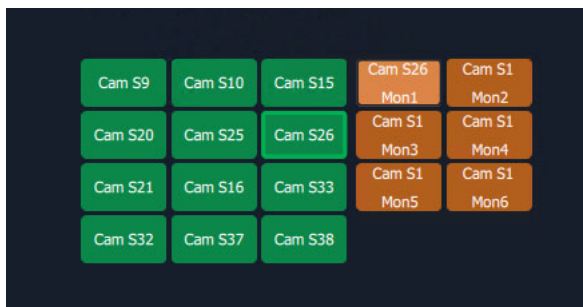 Cam S9 Cam S10 Cam S15 Cam S26 Cam S1
Mon1 Mon2
Cam S20 Cam S25 Cam S26 Cam S1 Cam S1
Mon3 Mon4
Cam S21 Cam S16 Cam S33 Cam S1 Cam S1
Mon5 Mon6
Cam S32 Cam S37 Cam S38